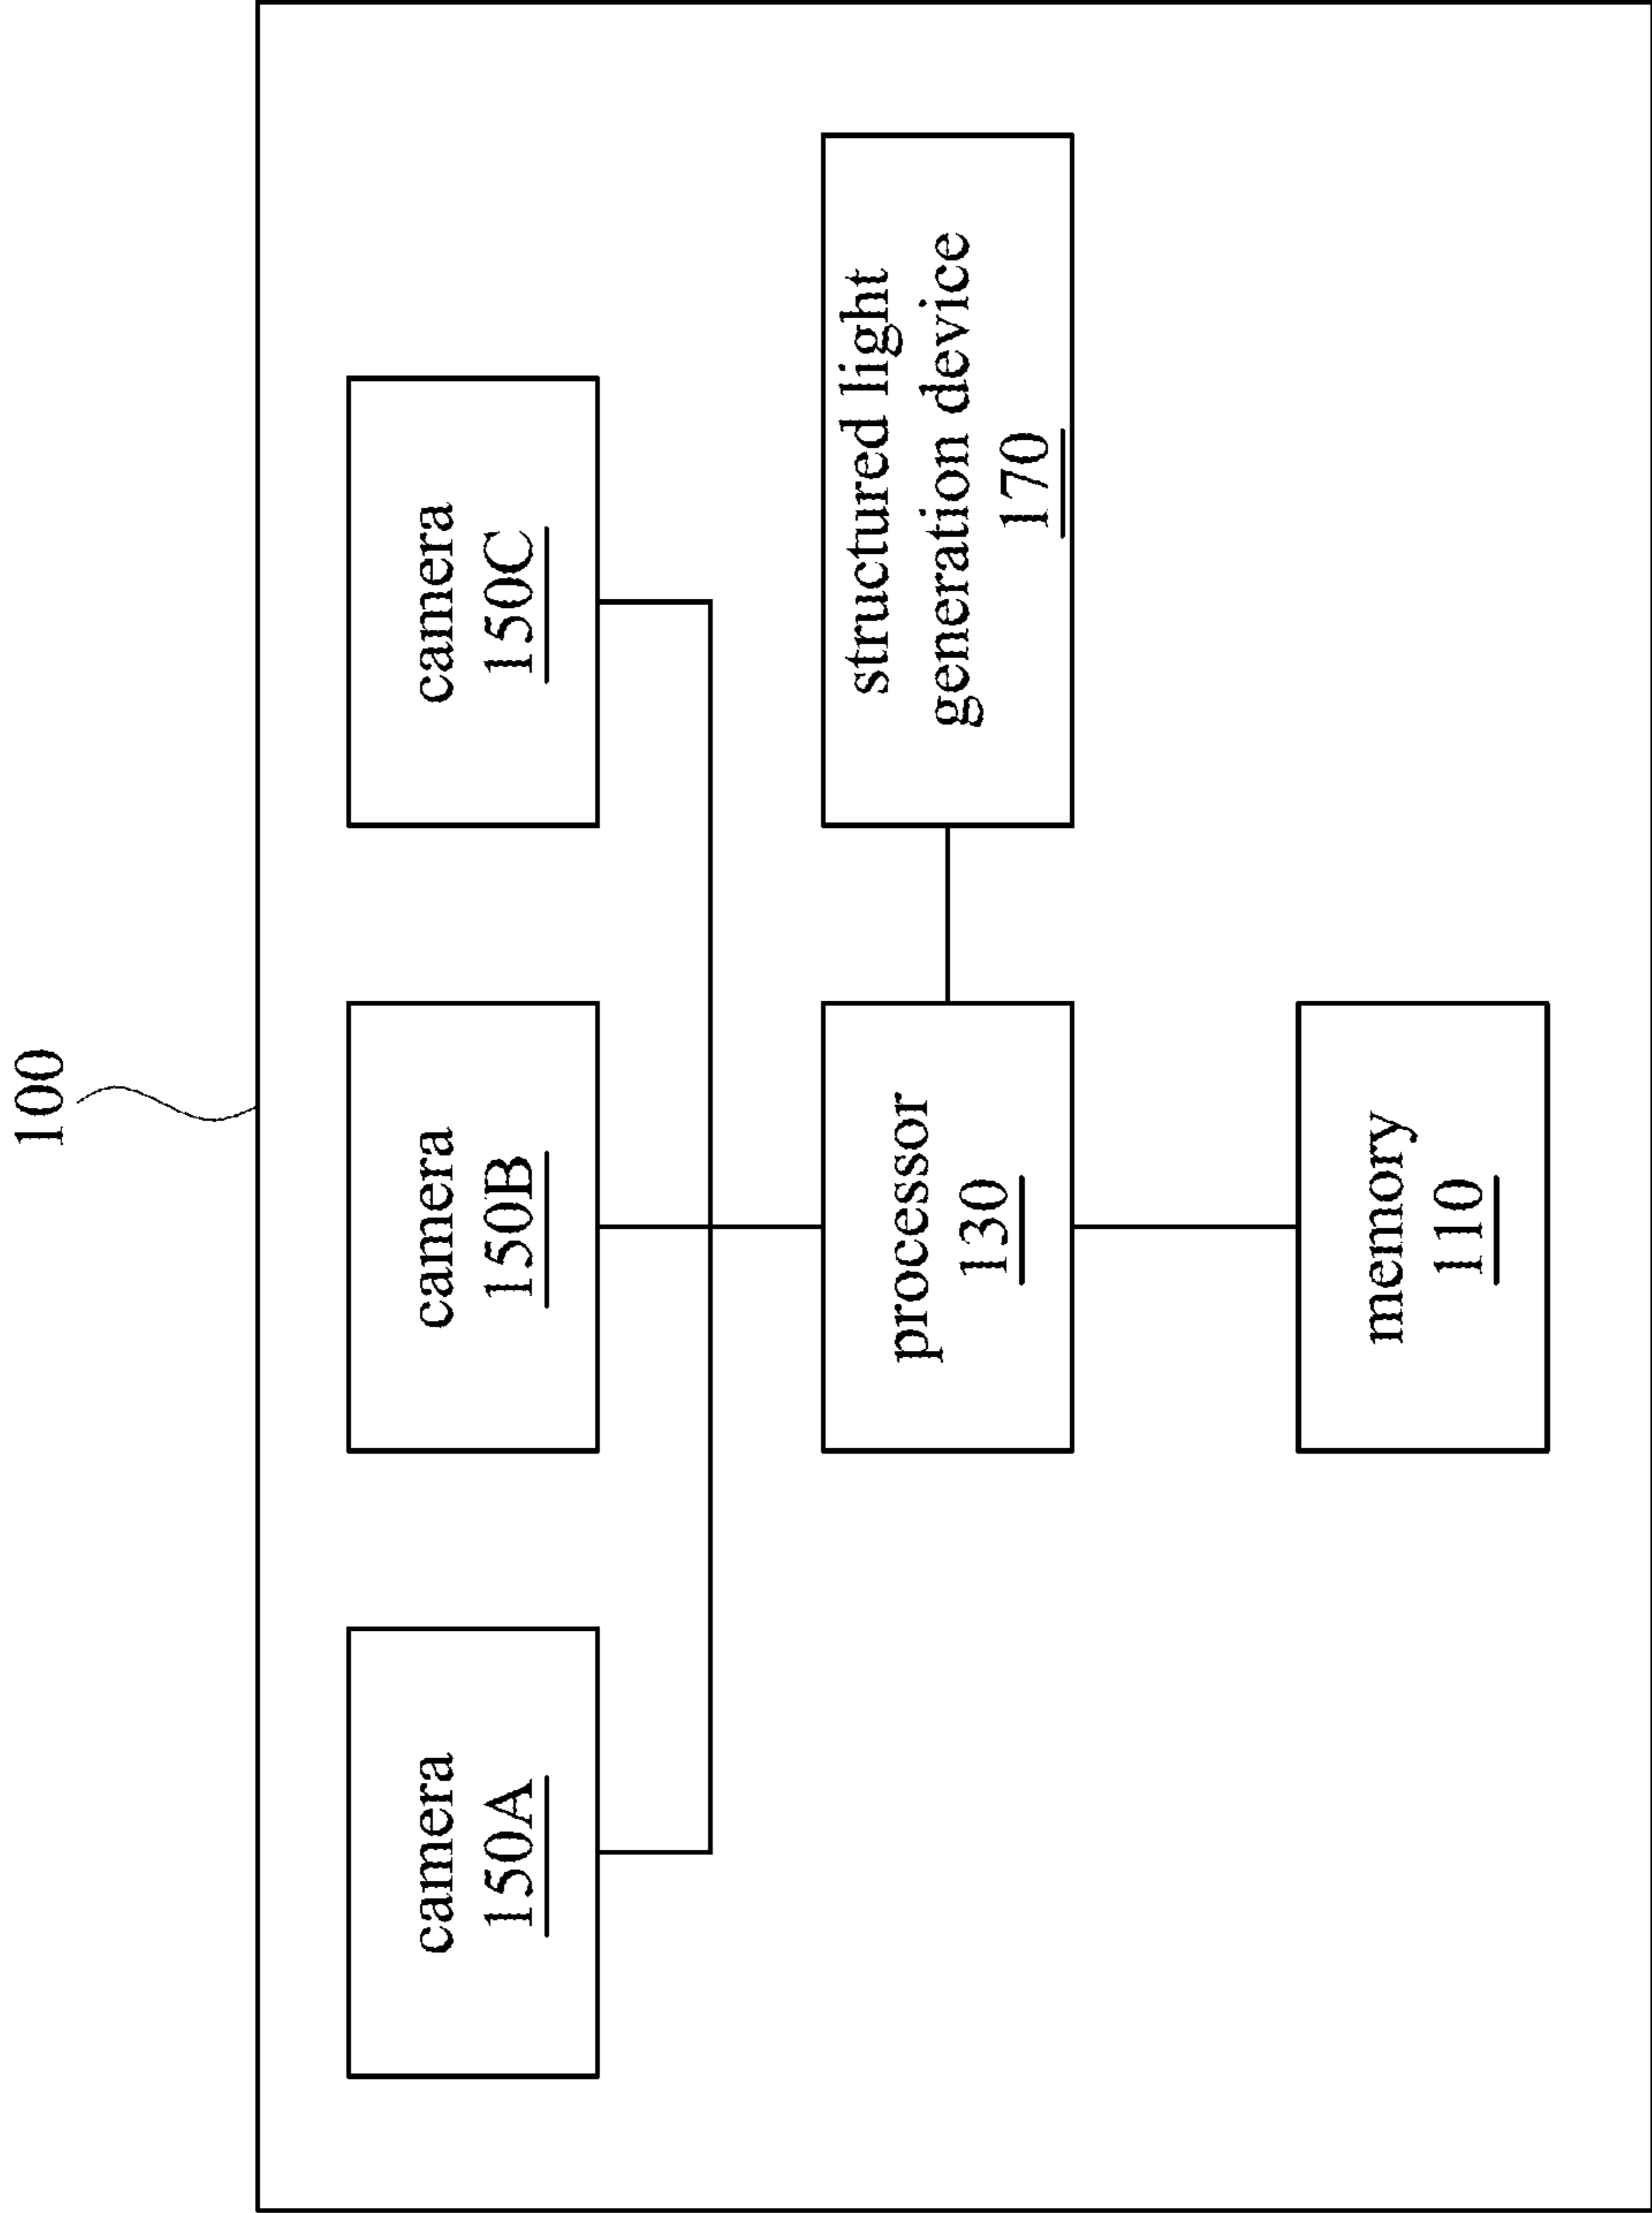 100
camera
150A
camera
150B
camera
150C
processor
130
structured light
generation device
170
memory
110